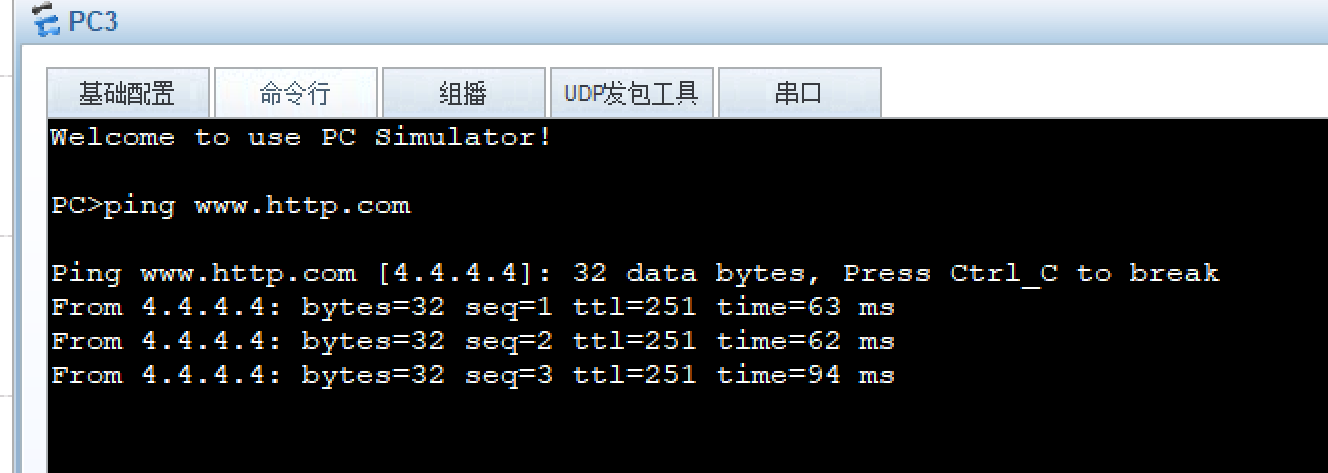 PC3
基础配置 命令行 组播 UDP发包工具 串口
Welcome to use PC Simulator!
PC>ping www.http.com
Ping www.http.com [4.4.4.4]: 32 data bytes, Press Ctrl_C to break
From 4.4.4.4: bytes=32 seq=1 ttl=251 time=63 ms
From 4.4.4.4: bytes=32 seq=2 ttl=251 time=62 ms
From 4.4.4.4: bytes=32 seq=3 ttl=251 time=94 ms